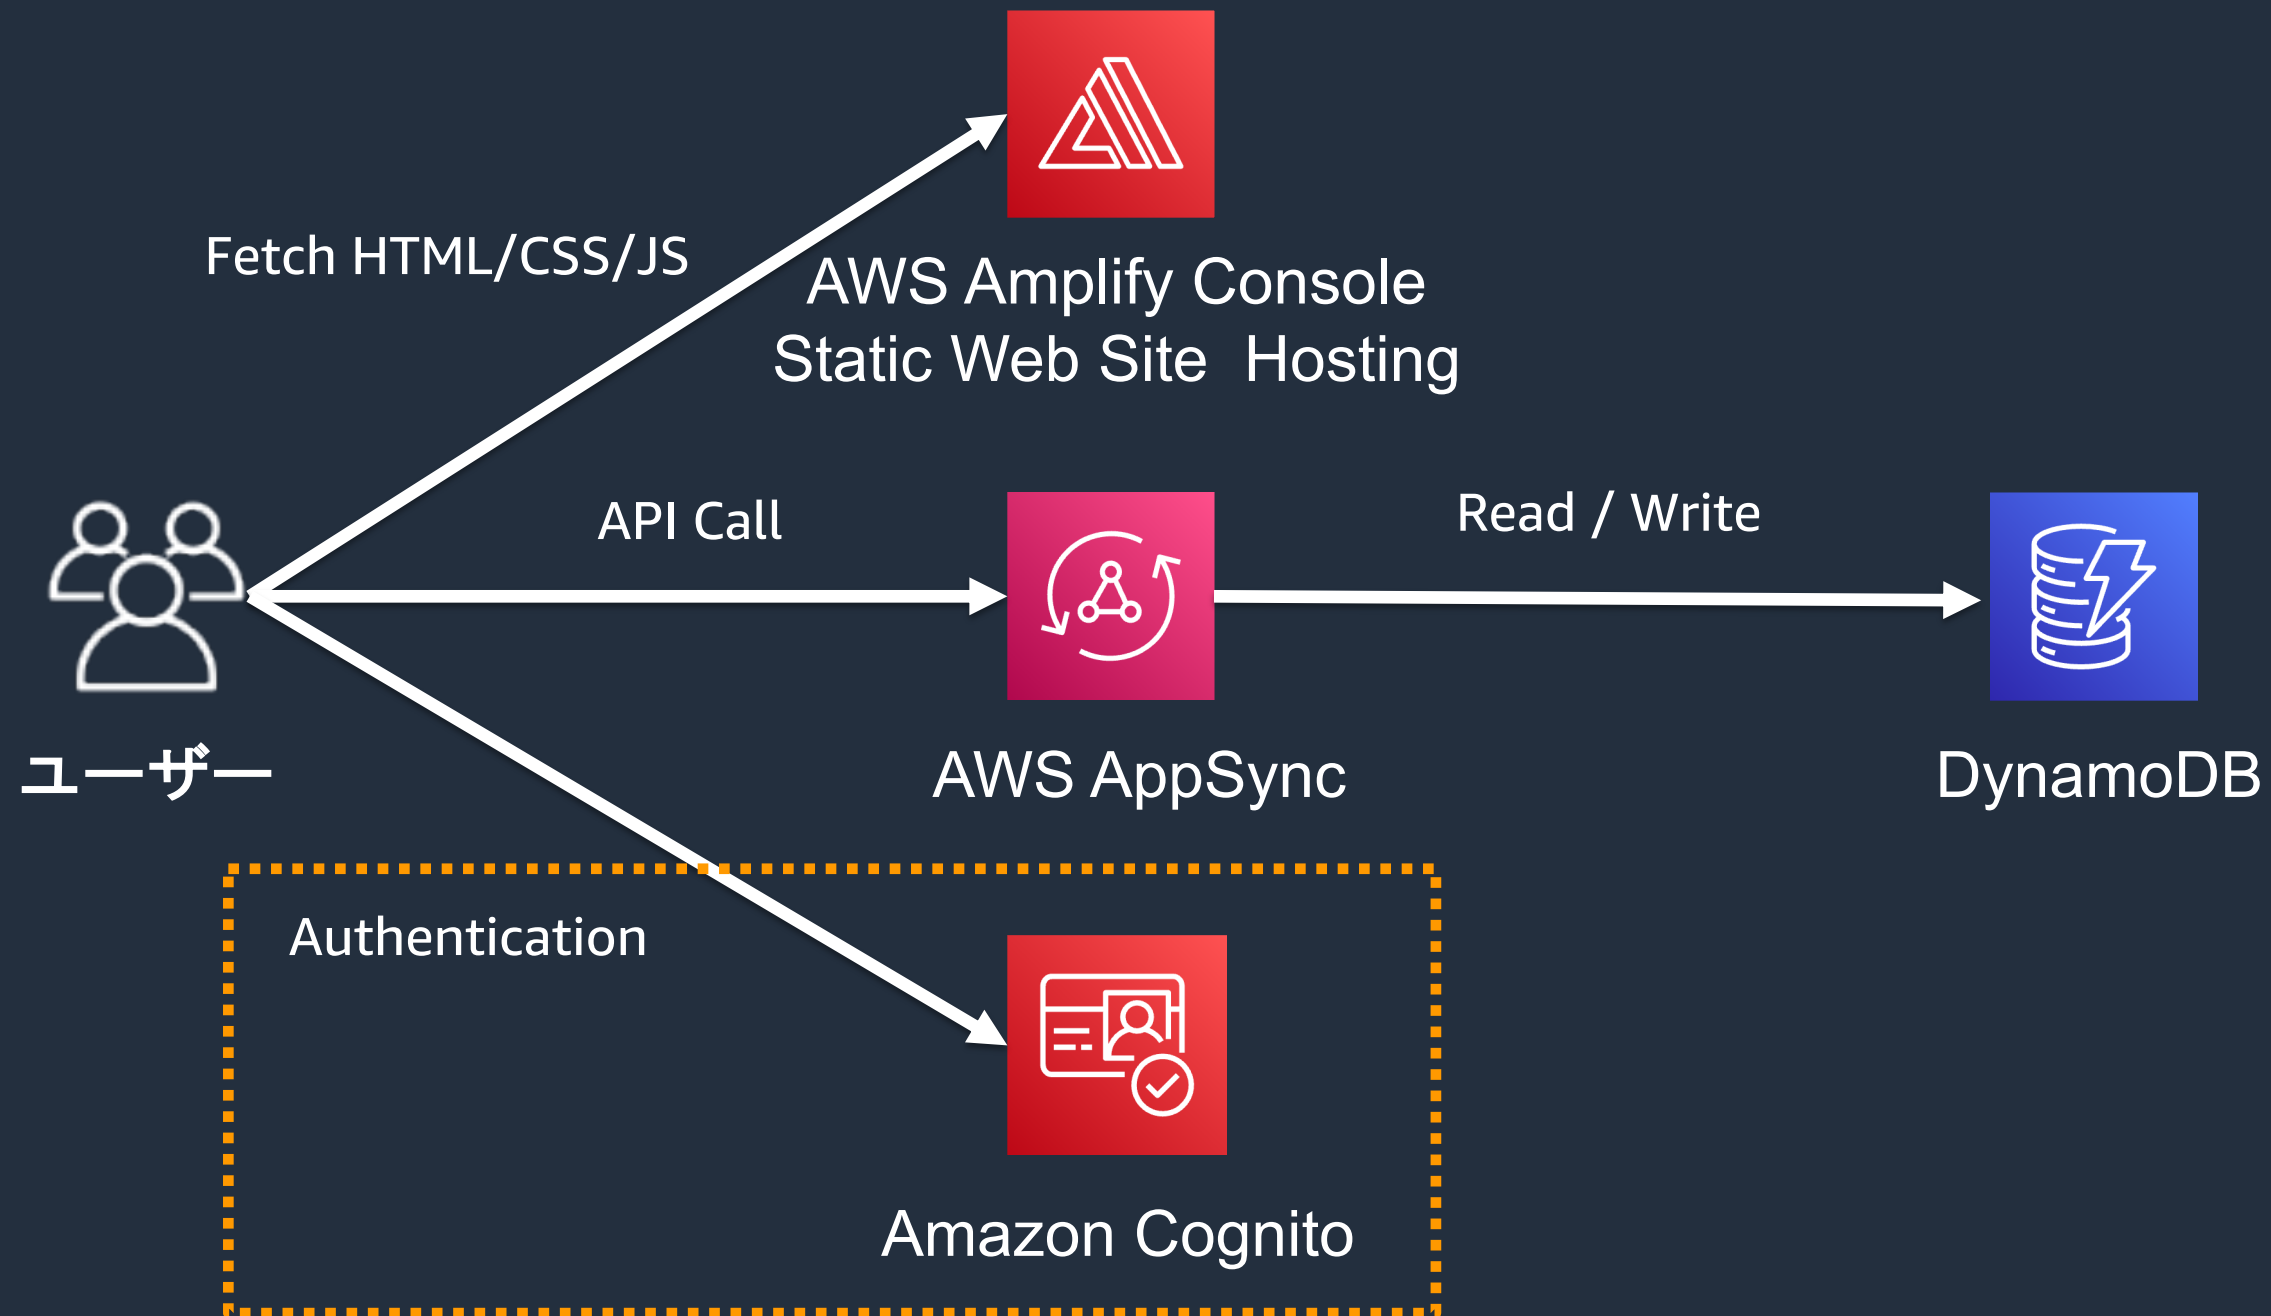 Fetch HTML/CSS/JS
AWS Amplify Console
Static Web Site  Hosting
API Call
Read / Write
ユーザー
AWS AppSync
DynamoDB
Authentication
Amazon Cognito